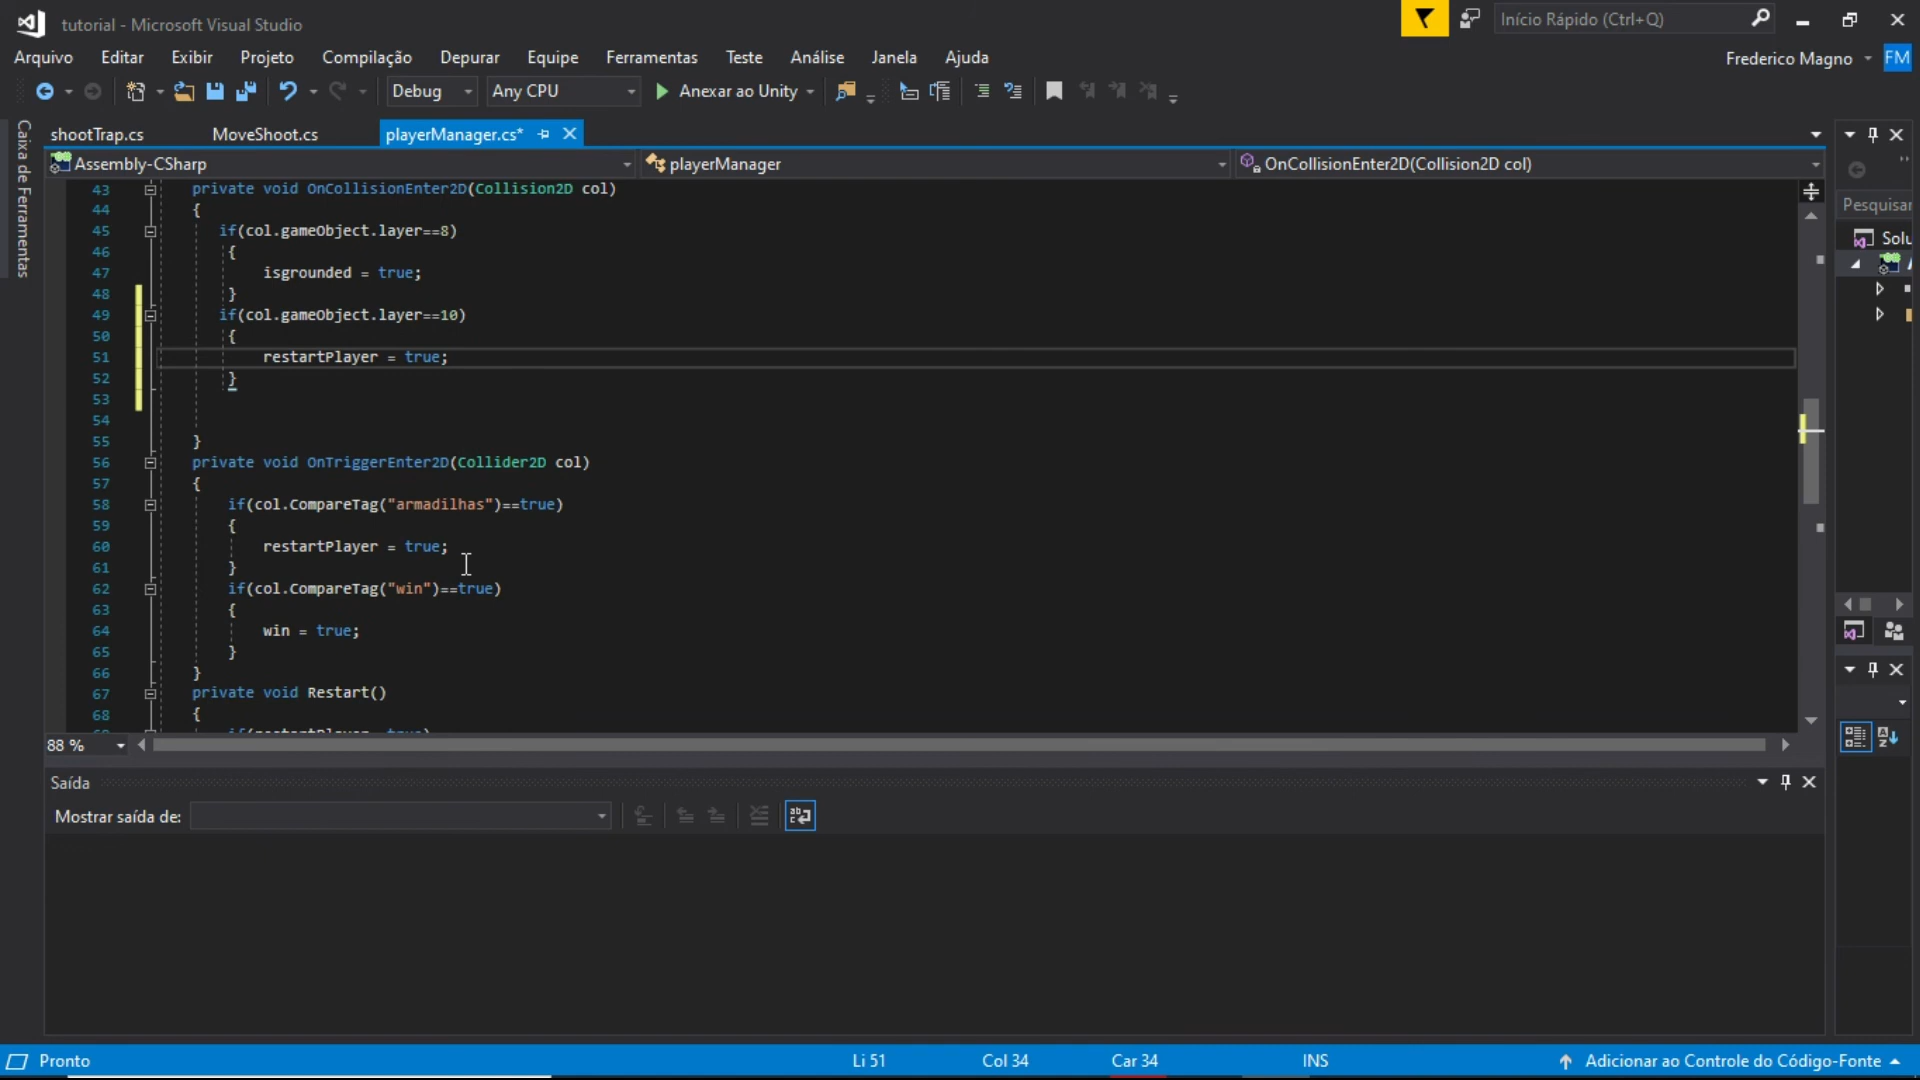 tutorial - Microsoft Visual Studio
Início Rápido (Ctrl+Q)
Arquivo Editar Exibir Projeto Compilação Depurar Equipe Ferramentas Teste Análise Janela Ajuda
Frederico Magno FM
Debug Any CPU Anexar ao Unity
Caixa de Ferramentas
shootTrap.cs MoveShoot.cs playerManager.cs*
Assembly-CSharp playerManager OnCollisionEnter2D(Collision2D col)
43 private void OnCollisionEnter2D(Collision2D col)
44 {
45 if(col.gameObject.layer==8)
46 {
47 isgrounded = true;
48 }
49 if(col.gameObject.layer==10)
50 {
51 restartPlayer = true;
52 }
53
54
55 }
56 private void OnTriggerEnter2D(Collider2D col)
57 {
58 if(col.CompareTag("armadilhas")==true)
59 {
60 restartPlayer = true;
61 }
62 if(col.CompareTag("win")==true)
63 {
64 win = true;
65 }
66 }
67 private void Restart()
68 {
Pesquisar
Solu
88 %
Saída
Mostrar saída de:
Pronto Li 51 Col 34 Car 34 INS Adicionar ao Controle do Código-Fonte